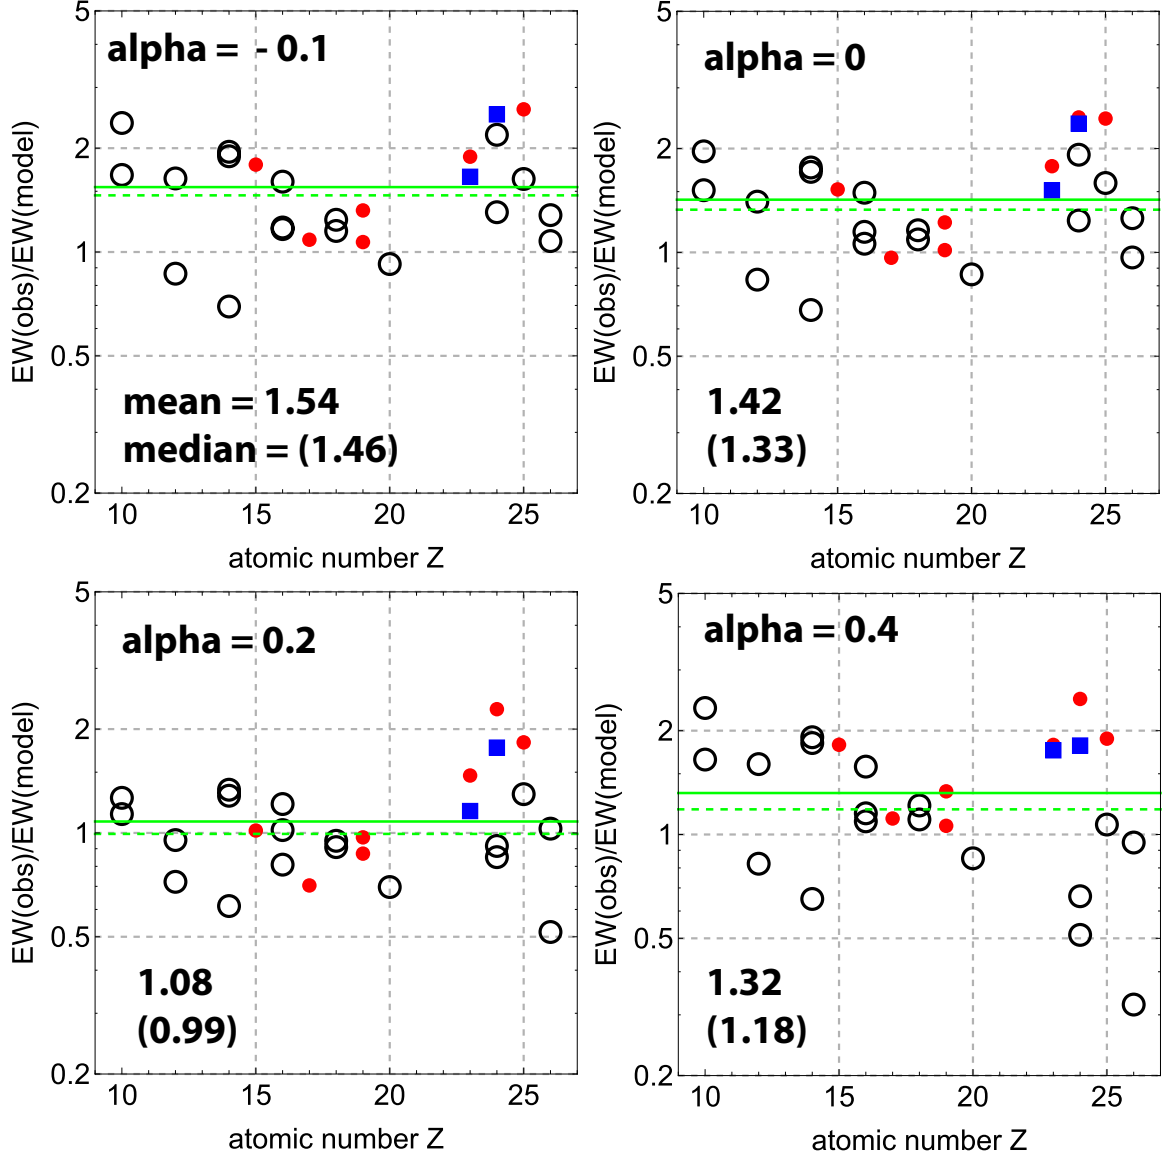 5
2
1
0.5
0.2
EW(obs)/EW(model)
alpha = - 0.1
mean = 1.54
median = (1.46)
10 15 20 25
atomic number Z
5
2
1
0.5
0.2
EW(obs)/EW(model)
alpha = 0
1.42
(1.33)
10 15 20 25
atomic number Z
5
2
1
0.5
0.2
EW(obs)/EW(model)
alpha = 0.2
1.08
(0.99)
10 15 20 25
atomic number Z
5
2
1
0.5
0.2
EW(obs)/EW(model)
alpha = 0.4
1.32
(1.18)
10 15 20 25
atomic number Z